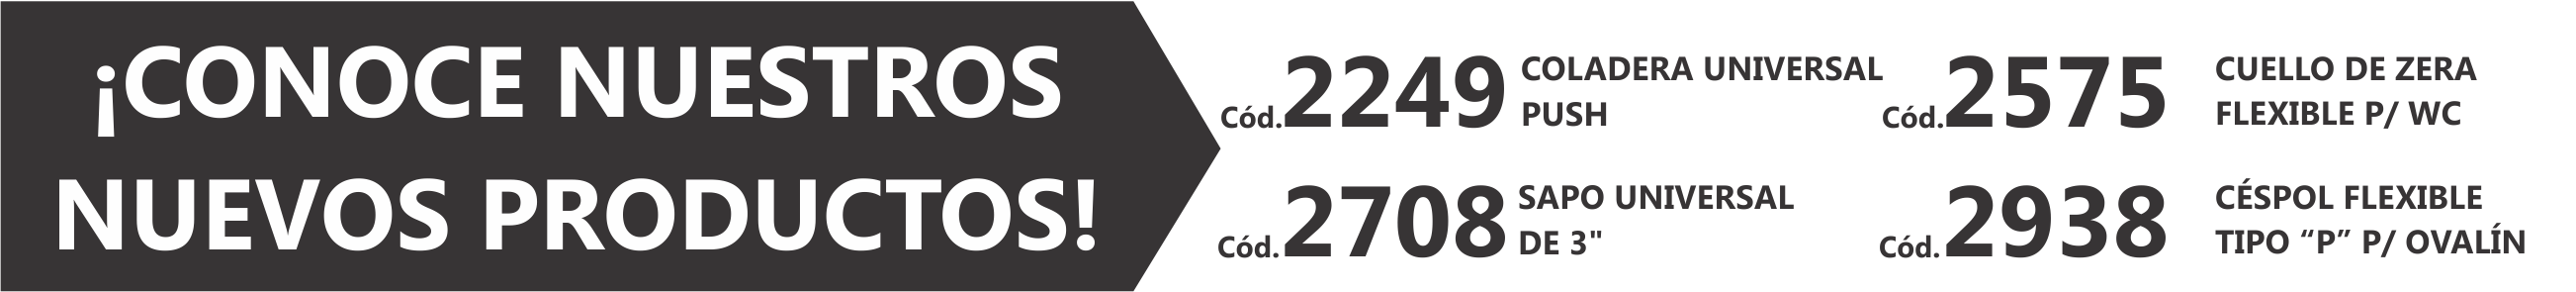 ¡CONOCE NUESTROS
NUEVOS PRODUCTOS!
Cód.2249 COLADERA UNIVERSAL
PUSH
Cód.2575 CUELLO DE ZERA
FLEXIBLE P/ WC
Cód.2708 SAPO UNIVERSAL
DE 3"
Cód.2938 CÉSPOL FLEXIBLE
TIPO “P” P/ OVALÍN